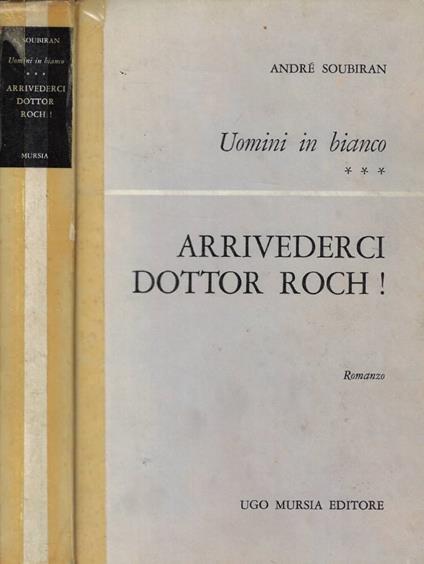 A. SOUBIRAN
Uomini in bianco
* * *
ARRIVEDERCI
DOTTOR
ROCH !
MURSIA
ANDRÉ SOUBIRAN
Uomini in bianco
* * *
ARRIVEDERCI
DOTTOR ROCH !
Romanzo
UGO MURSIA EDITORE